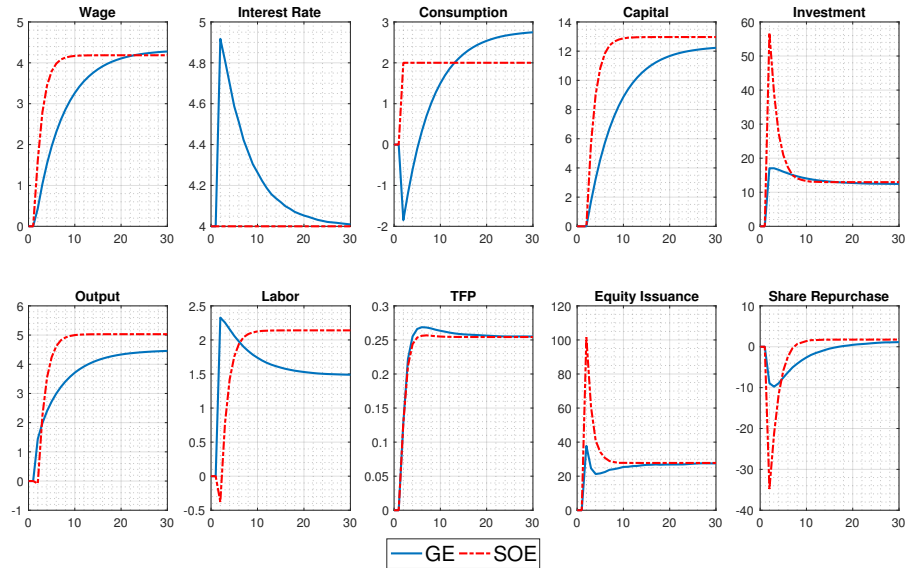 Wage Interest Rate Consumption Capital Investment
5 5 3 14 60
4 4.8 2 12 50
3 4.6 1 10 40
2 4.4 0 8 30
1 4.2 -1 6 20
0 4 -2 4 10
2 0
0
0 10 20 30 0 10 20 30 0 10 20 30 0 10 20 30 0 10 20 30
Output Labor TFP Equity Issuance Share Repurchase
6 2.5 0.3 120 10
5 2 0.25 100 0
4 1.5 0.2 80 -10
3 1 0.15 60 -20
2 0.5 0.1 40 -30
1 0 0.05 20 -40
0 -0.5 0 0
-1
0 10 20 30 0 10 20 30 0 10 20 30 0 10 20 30 0 10 20 30
GE SOE